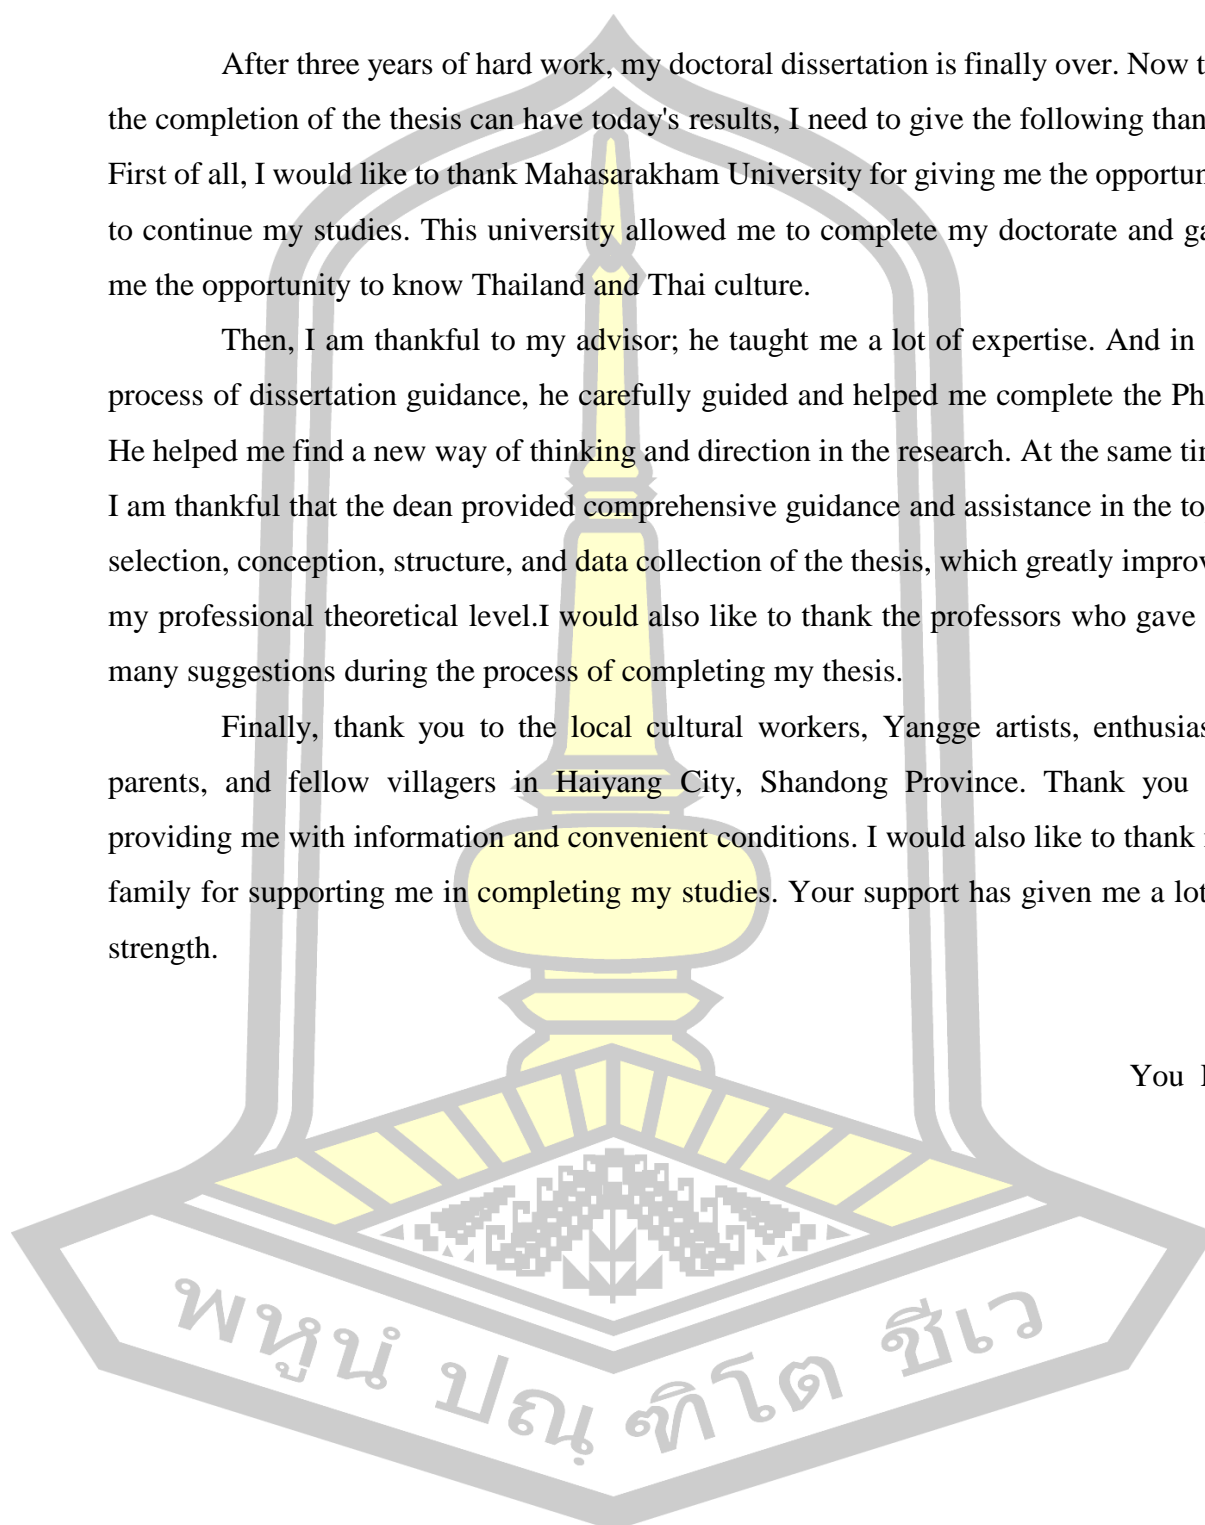 After three years of hard work, my doctoral dissertation is finally over. Now
the completion of the thesis can have today's results, I need to give the following
First of all, I would like to thank Mahasarakham University for giving me the
to continue my studies. This university allowed me to complete my doctorate and
me the opportunity to know Thailand and Thai culture.
Then, I am thankful to my advisor; he taught me a lot of expertise. And in
process of dissertation guidance, he carefully guided and helped me complete the
He helped me find a new way of thinking and direction in the research. At the same
I am thankful that the dean provided comprehensive guidance and assistance in the
selection, conception, structure, and data collection of the thesis, which greatly
my professional theoretical level.I would also like to thank the professors who gave
many suggestions during the process of completing my thesis.
Finally, thank you to the local cultural workers, Yangge artists,
parents, and fellow villagers in Haiyang City, Shandong Province. Thank you
providing me with information and convenient conditions. I would also like to thank
family for supporting me in completing my studies. Your support has given me a lot
strength.
You
พหูนํ ปณฺฑิโต ชีเว